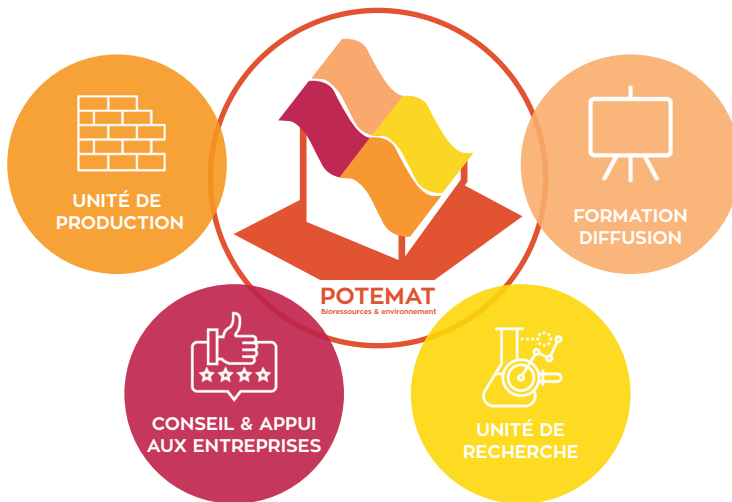 UNITÉ DE
PRODUCTION
FORMATION
DIFFUSION
POTEMAT
Bioressources & environnement
CONSEIL & APPUI
AUX ENTREPRISES
UNITÉ DE
RECHERCHE